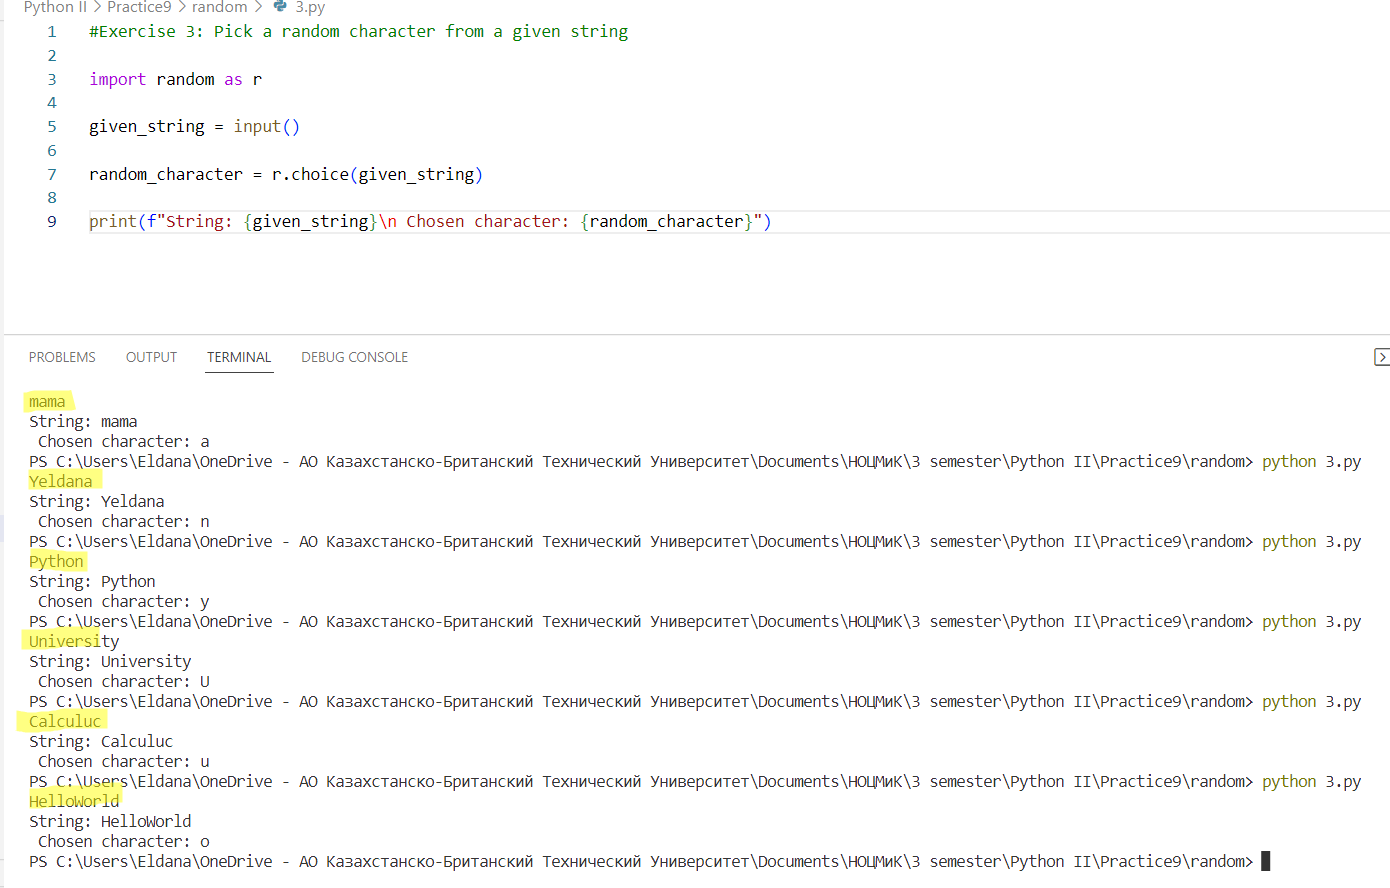 Python II > Practice9 > random > 3.py
1 #Exercise 3: Pick a random character from a given string
2
3 import random as r
4
5 given_string = input()
6
7 random_character = r.choice(given_string)
8
9 print(f"String: {given_string}\n Chosen character: {random_character}")
PROBLEMS OUTPUT TERMINAL DEBUG CONSOLE
mama
String: mama
 Chosen character: a
PS C:\Users\Eldana\OneDrive - АО Казахстанско-Британский Технический Университет\Documents\НОЦМиК\3 semester\Python II\Practice9\random> python 3.py
Yeldana
String: Yeldana
 Chosen character: n
PS C:\Users\Eldana\OneDrive - АО Казахстанско-Британский Технический Университет\Documents\НОЦМиК\3 semester\Python II\Practice9\random> python 3.py
Python
String: Python
 Chosen character: y
PS C:\Users\Eldana\OneDrive - АО Казахстанско-Британский Технический Университет\Documents\НОЦМиК\3 semester\Python II\Practice9\random> python 3.py
University
String: University
 Chosen character: U
PS C:\Users\Eldana\OneDrive - АО Казахстанско-Британский Технический Университет\Documents\НОЦМиК\3 semester\Python II\Practice9\random> python 3.py
Calculuc
String: Calculuc
 Chosen character: u
PS C:\Users\Eldana\OneDrive - АО Казахстанско-Британский Технический Университет\Documents\НОЦМиК\3 semester\Python II\Practice9\random> python 3.py
HelloWorld
String: HelloWorld
 Chosen character: o
PS C:\Users\Eldana\OneDrive - АО Казахстанско-Британский Технический Университет\Documents\НОЦМиК\3 semester\Python II\Practice9\random>